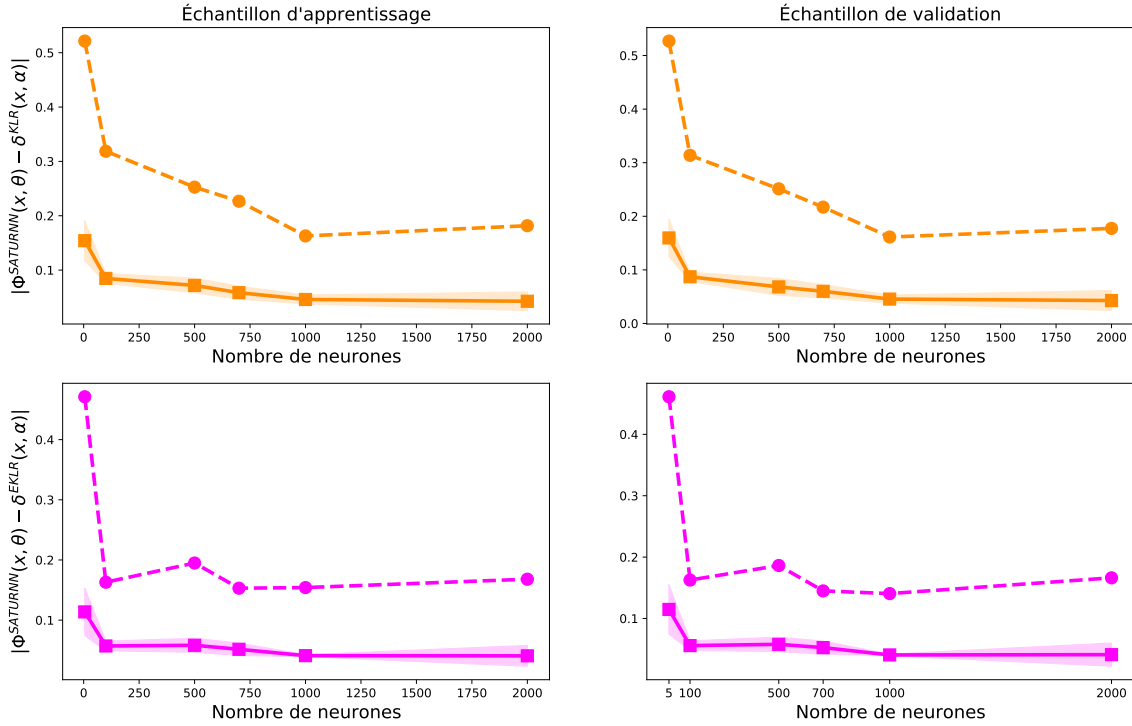 Échantillon d'apprentissage
Échantillon de validation
|Φ^SATURNN(x, θ) − δ^KLR(x, α)|
0.5
0.4
0.3
0.2
0.1
0 250 500 750 1000 1250 1500 1750 2000
Nombre de neurones
0.5
0.4
0.3
0.2
0.1
0.0
0 250 500 750 1000 1250 1500 1750 2000
Nombre de neurones
|Φ^SATURNN(x, θ) − δ^EKLR(x, α)|
0.4
0.3
0.2
0.1
0 250 500 750 1000 1250 1500 1750 2000
Nombre de neurones
0.4
0.3
0.2
0.1
5 100 500 700 1000 2000
Nombre de neurones